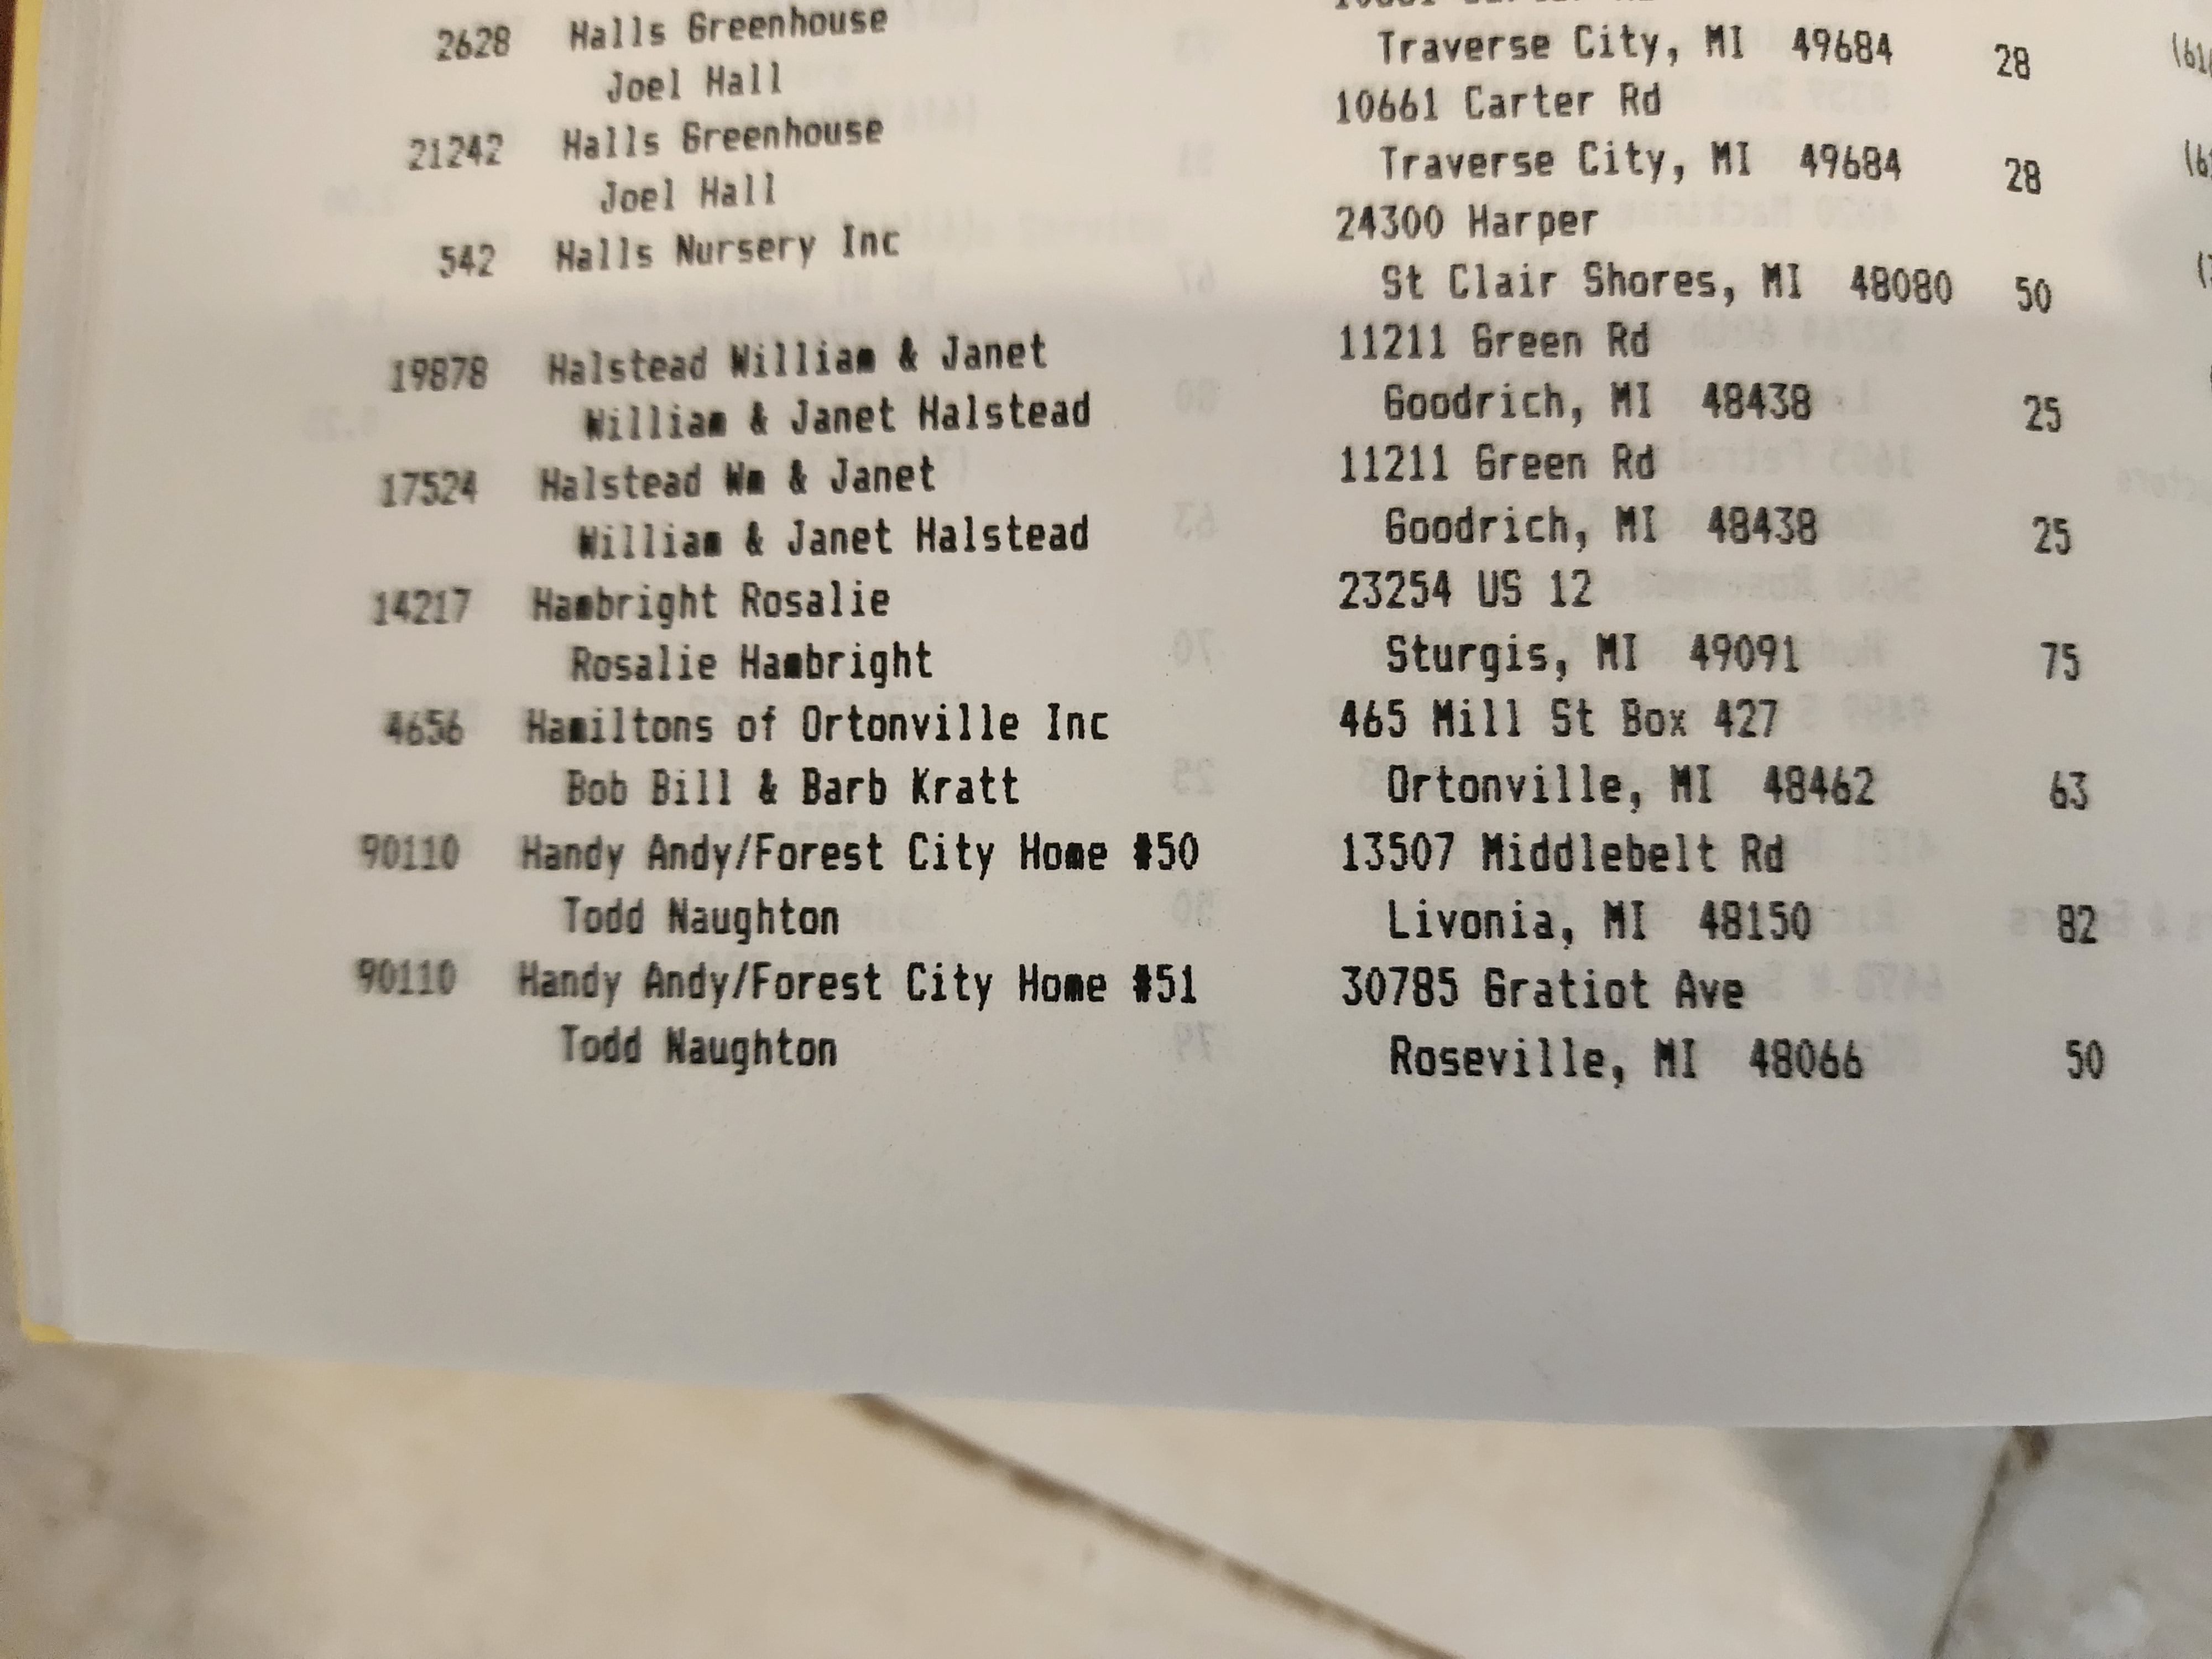 2628 Halls Greenhouse
Joel Hall Traverse City, MI 49684 28
21242 Halls Greenhouse 10661 Carter Rd
Joel Hall Traverse City, MI 49684 28
542 Halls Nursery Inc 24300 Harper
St Clair Shores, MI 48080 50
19878 Halstead William & Janet 11211 Green Rd
William & Janet Halstead Goodrich, MI 48438 25
17524 Halstead Wm & Janet 11211 Green Rd
William & Janet Halstead Goodrich, MI 48438 25
14217 Hambright Rosalie 23254 US 12
Rosalie Hambright Sturgis, MI 49091 75
4656 Hamiltons of Ortonville Inc 465 Mill St Box 427
Bob Bill & Barb Kratt Ortonville, MI 48462 63
90110 Handy Andy/Forest City Home #50 13507 Middlebelt Rd
Todd Naughton Livonia, MI 48150 82
90110 Handy Andy/Forest City Home #51 30785 Gratiot Ave
Todd Naughton Roseville, MI 48066 50